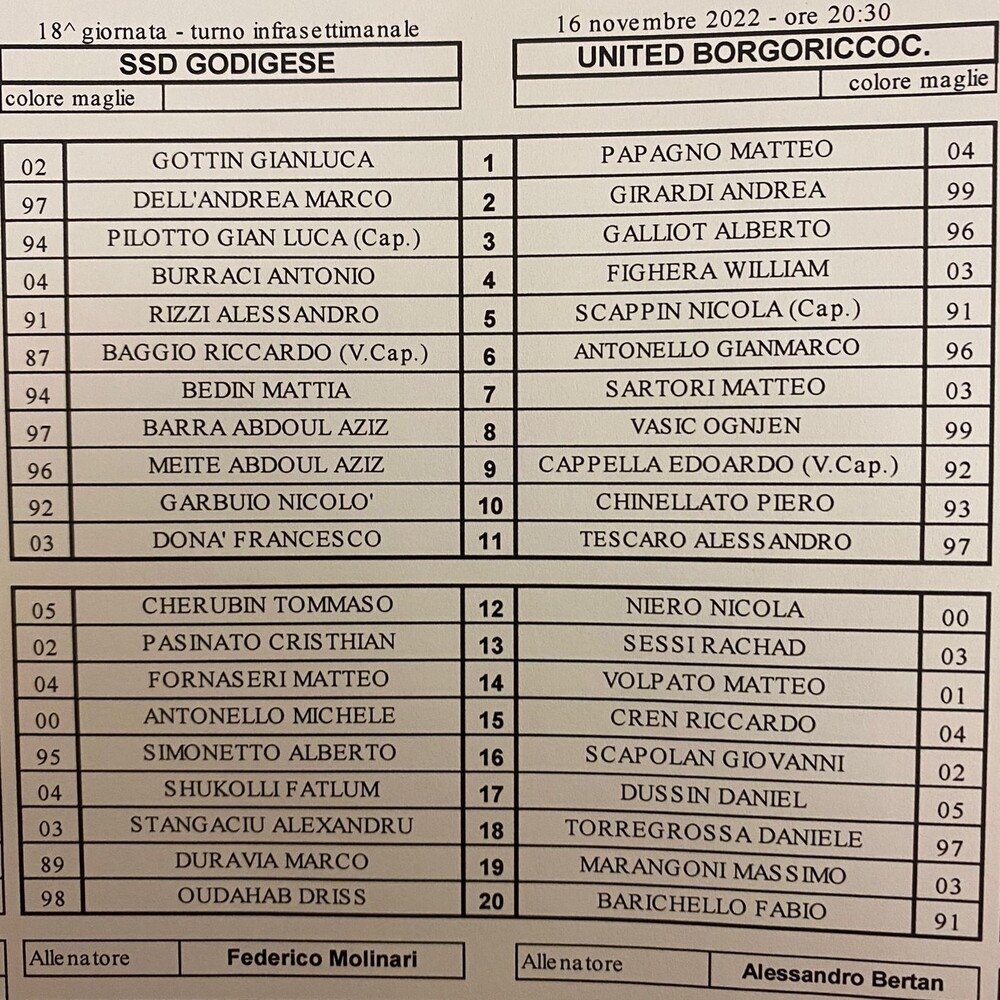 18^ giornata - turno infrasettimanale 16 novembre 2022 - ore 20:30
SSD GODIGESE UNITED BORGORICCOC.
colore maglie colore maglie
02 GOTTIN GIANLUCA 1 PAPAGNO MATTEO 04
97 DELL'ANDREA MARCO 2 GIRARDI ANDREA 99
94 PILOTTO GIAN LUCA (Cap.) 3 GALLIOT ALBERTO 96
04 BURRACI ANTONIO 4 FIGHERA WILLIAM 03
91 RIZZI ALESSANDRO 5 SCAPPIN NICOLA (Cap.) 91
87 BAGGIO RICCARDO (V.Cap.) 6 ANTONELLO GIANMARCO 96
94 BEDIN MATTIA 7 SARTORI MATTEO 03
97 BARRA ABDOUL AZIZ 8 VASIC OGNJEN 99
96 MEITE ABDOUL AZIZ 9 CAPPELLA EDOARDO (V.Cap.) 92
92 GARBUIO NICOLO' 10 CHINELLATO PIERO 93
03 DONA' FRANCESCO 11 TESCARO ALESSANDRO 97
05 CHERUBIN TOMMASO 12 NIERO NICOLA 00
02 PASINATO CRISTHIAN 13 SESSI RACHAD 03
04 FORNASERI MATTEO 14 VOLPATO MATTEO 01
00 ANTONELLO MICHELE 15 CREN RICCARDO 04
95 SIMONETTO ALBERTO 16 SCAPOLAN GIOVANNI 02
04 SHUKOLLI FATLUM 17 DUSSIN DANIEL 05
03 STANGACIU ALEXANDRU 18 TORREGROSSA DANIELE 97
89 DURAVIA MARCO 19 MARANGONI MASSIMO 03
98 OUDAHAB DRISS 20 BARICHELLO FABIO 91
Allenatore Federico Molinari Allenatore Alessandro Bertan